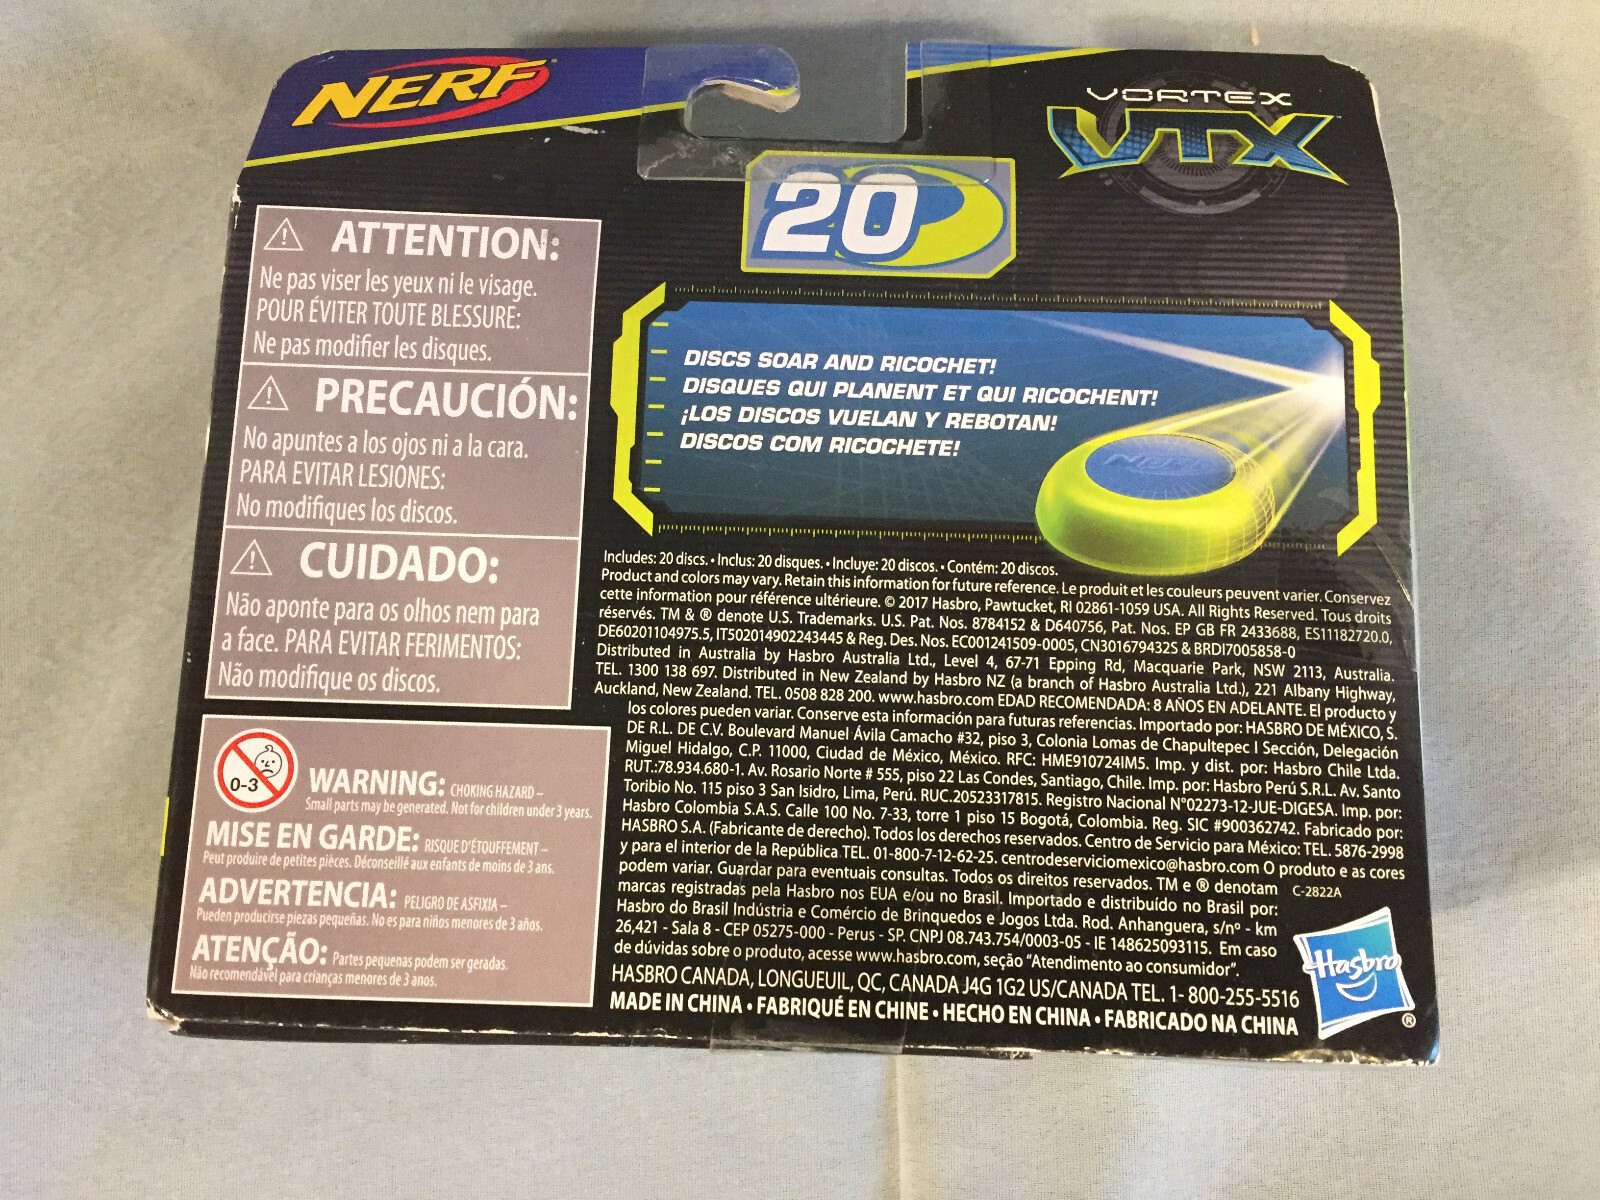 NERF
VORTEX
VTX
20
ATTENTION:
Ne pas viser les yeux ni le visage.
POUR ÉVITER TOUTE BLESSURE:
Ne pas modifier les disques.
PRECAUCIÓN:
No apuntes a los ojos ni a la cara.
PARA EVITAR LESIONES:
No modifiques los discos.
CUIDADO:
Não aponte para os olhos nem para
a face. PARA EVITAR FERIMENTOS:
Não modifique os discos.
0-3
WARNING: CHOKING HAZARD –
Small parts may be generated. Not for children under 3 years.
MISE EN GARDE: RISQUE D'ÉTOUFFEMENT –
Peut produire de petites pièces. Déconseillé aux enfants de moins de 3 ans.
ADVERTENCIA: PELIGRO DE ASFIXIA –
Pueden producirse piezas pequeñas. No es para niños menores de 3 años.
ATENÇÃO: Partes pequenas podem ser geradas.
Não recomendável para crianças menores de 3 anos.
DISCS SOAR AND RICOCHET!
DISQUES QUI PLANENT ET QUI RICOCHENT!
¡LOS DISCOS VUELAN Y REBOTAN!
DISCOS COM RICOCHETE!
NERF
Includes: 20 discs. • Inclus: 20 disques. • Incluye: 20 discos. • Contém: 20 discos.
Product and colors may vary. Retain this information for future reference. Le produit et les couleurs peuvent varier. Conservez
cette information pour référence ultérieure. © 2017 Hasbro, Pawtucket, RI 02861-1059 USA. All Rights Reserved. Tous droits
réservés. TM & ® denote U.S. Trademarks. U.S. Pat. Nos. 8784152 & D640756, Pat. Nos. EP GB FR 2433688, ES11182720.0,
DE60201104975.5, IT502014902243445 & Reg. Des. Nos. EC001241509-0005, CN301679432S & BRDI7005858-0
Distributed in Australia by Hasbro Australia Ltd., Level 4, 67-71 Epping Rd, Macquarie Park, NSW 2113, Australia.
TEL. 1300 138 697. Distributed in New Zealand by Hasbro NZ (a branch of Hasbro Australia Ltd.), 221 Albany Highway,
Auckland, New Zealand. TEL. 0508 828 200. www.hasbro.com EDAD RECOMENDADA: 8 AÑOS EN ADELANTE. El producto y
los colores pueden variar. Conserve esta información para futuras referencias. Importado por: HASBRO DE MÉXICO, S.
DE R.L. DE C.V. Boulevard Manuel Ávila Camacho #32, piso 3, Colonia Lomas de Chapultepec I Sección, Delegación
Miguel Hidalgo, C.P. 11000, Ciudad de México, México. RFC: HME910724IM5. Imp. y dist. por: Hasbro Chile Ltda.
RUT.:78.934.680-1. Av. Rosario Norte # 555, piso 22 Las Condes, Santiago, Chile. Imp. por: Hasbro Perú S.R.L. Av. Santo
Toribio No. 115 piso 3 San Isidro, Lima, Perú. RUC.20523317815. Registro Nacional N°02273-12-JUE-DIGESA. Imp. por:
Hasbro Colombia S.A.S. Calle 100 No. 7-33, torre 1 piso 15 Bogotá, Colombia. Reg. SIC #900362742. Fabricado por:
HASBRO S.A. (Fabricante de derecho). Todos los derechos reservados. Centro de Servicio para México: TEL. 5876-2998
y para el interior de la República TEL. 01-800-7-12-62-25. centrodeserviciomexico@hasbro.com O produto e as cores
podem variar. Guardar para eventuais consultas. Todos os direitos reservados. TM e ® denotam C-2822A
marcas registradas pela Hasbro nos EUA e/ou no Brasil. Importado e distribuído no Brasil por:
Hasbro do Brasil Indústria e Comércio de Brinquedos e Jogos Ltda. Rod. Anhanguera, s/nº - km
26,421 - Sala 8 - CEP 05275-000 - Perus - SP. CNPJ 08.743.754/0003-05 - IE 148625093115. Em caso
de dúvidas sobre o produto, acesse www.hasbro.com, seção "Atendimento ao consumidor".
HASBRO CANADA, LONGUEUIL, QC, CANADA J4G 1G2 US/CANADA TEL. 1- 800-255-5516
MADE IN CHINA • FABRIQUÉ EN CHINE • HECHO EN CHINA • FABRICADO NA CHINA
Hasbro
®